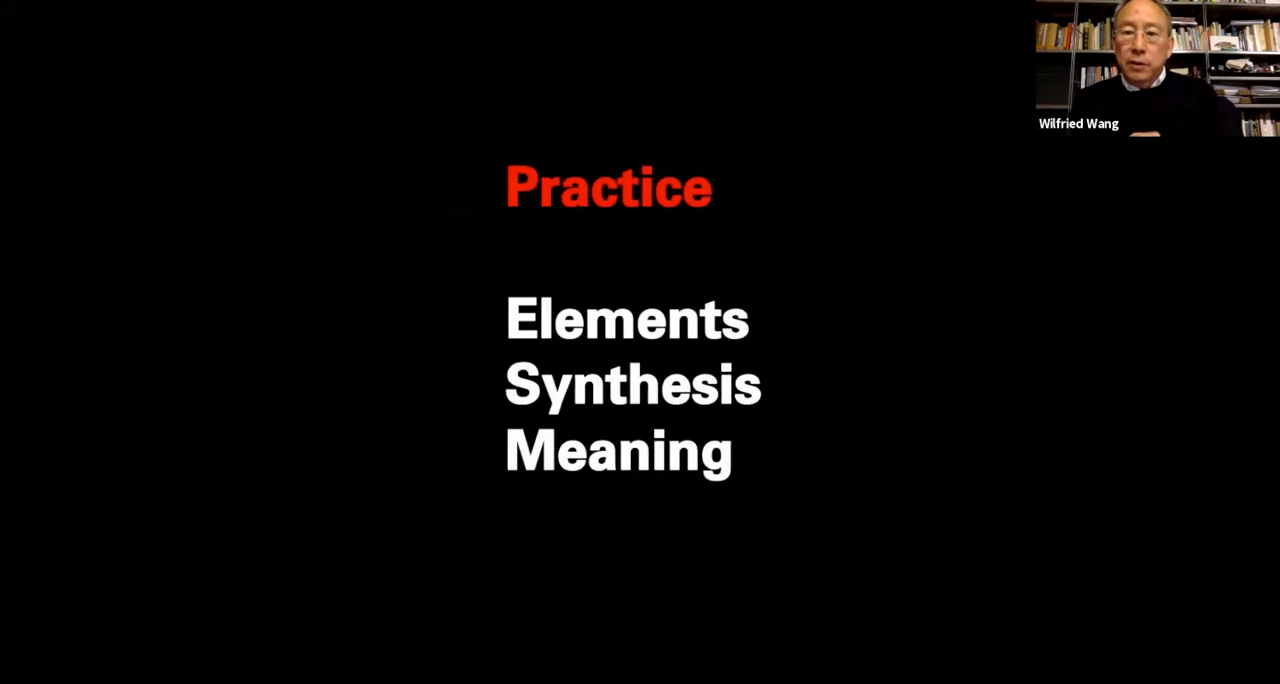 Wilfried Wang
Practice
Elements
Synthesis
Meaning